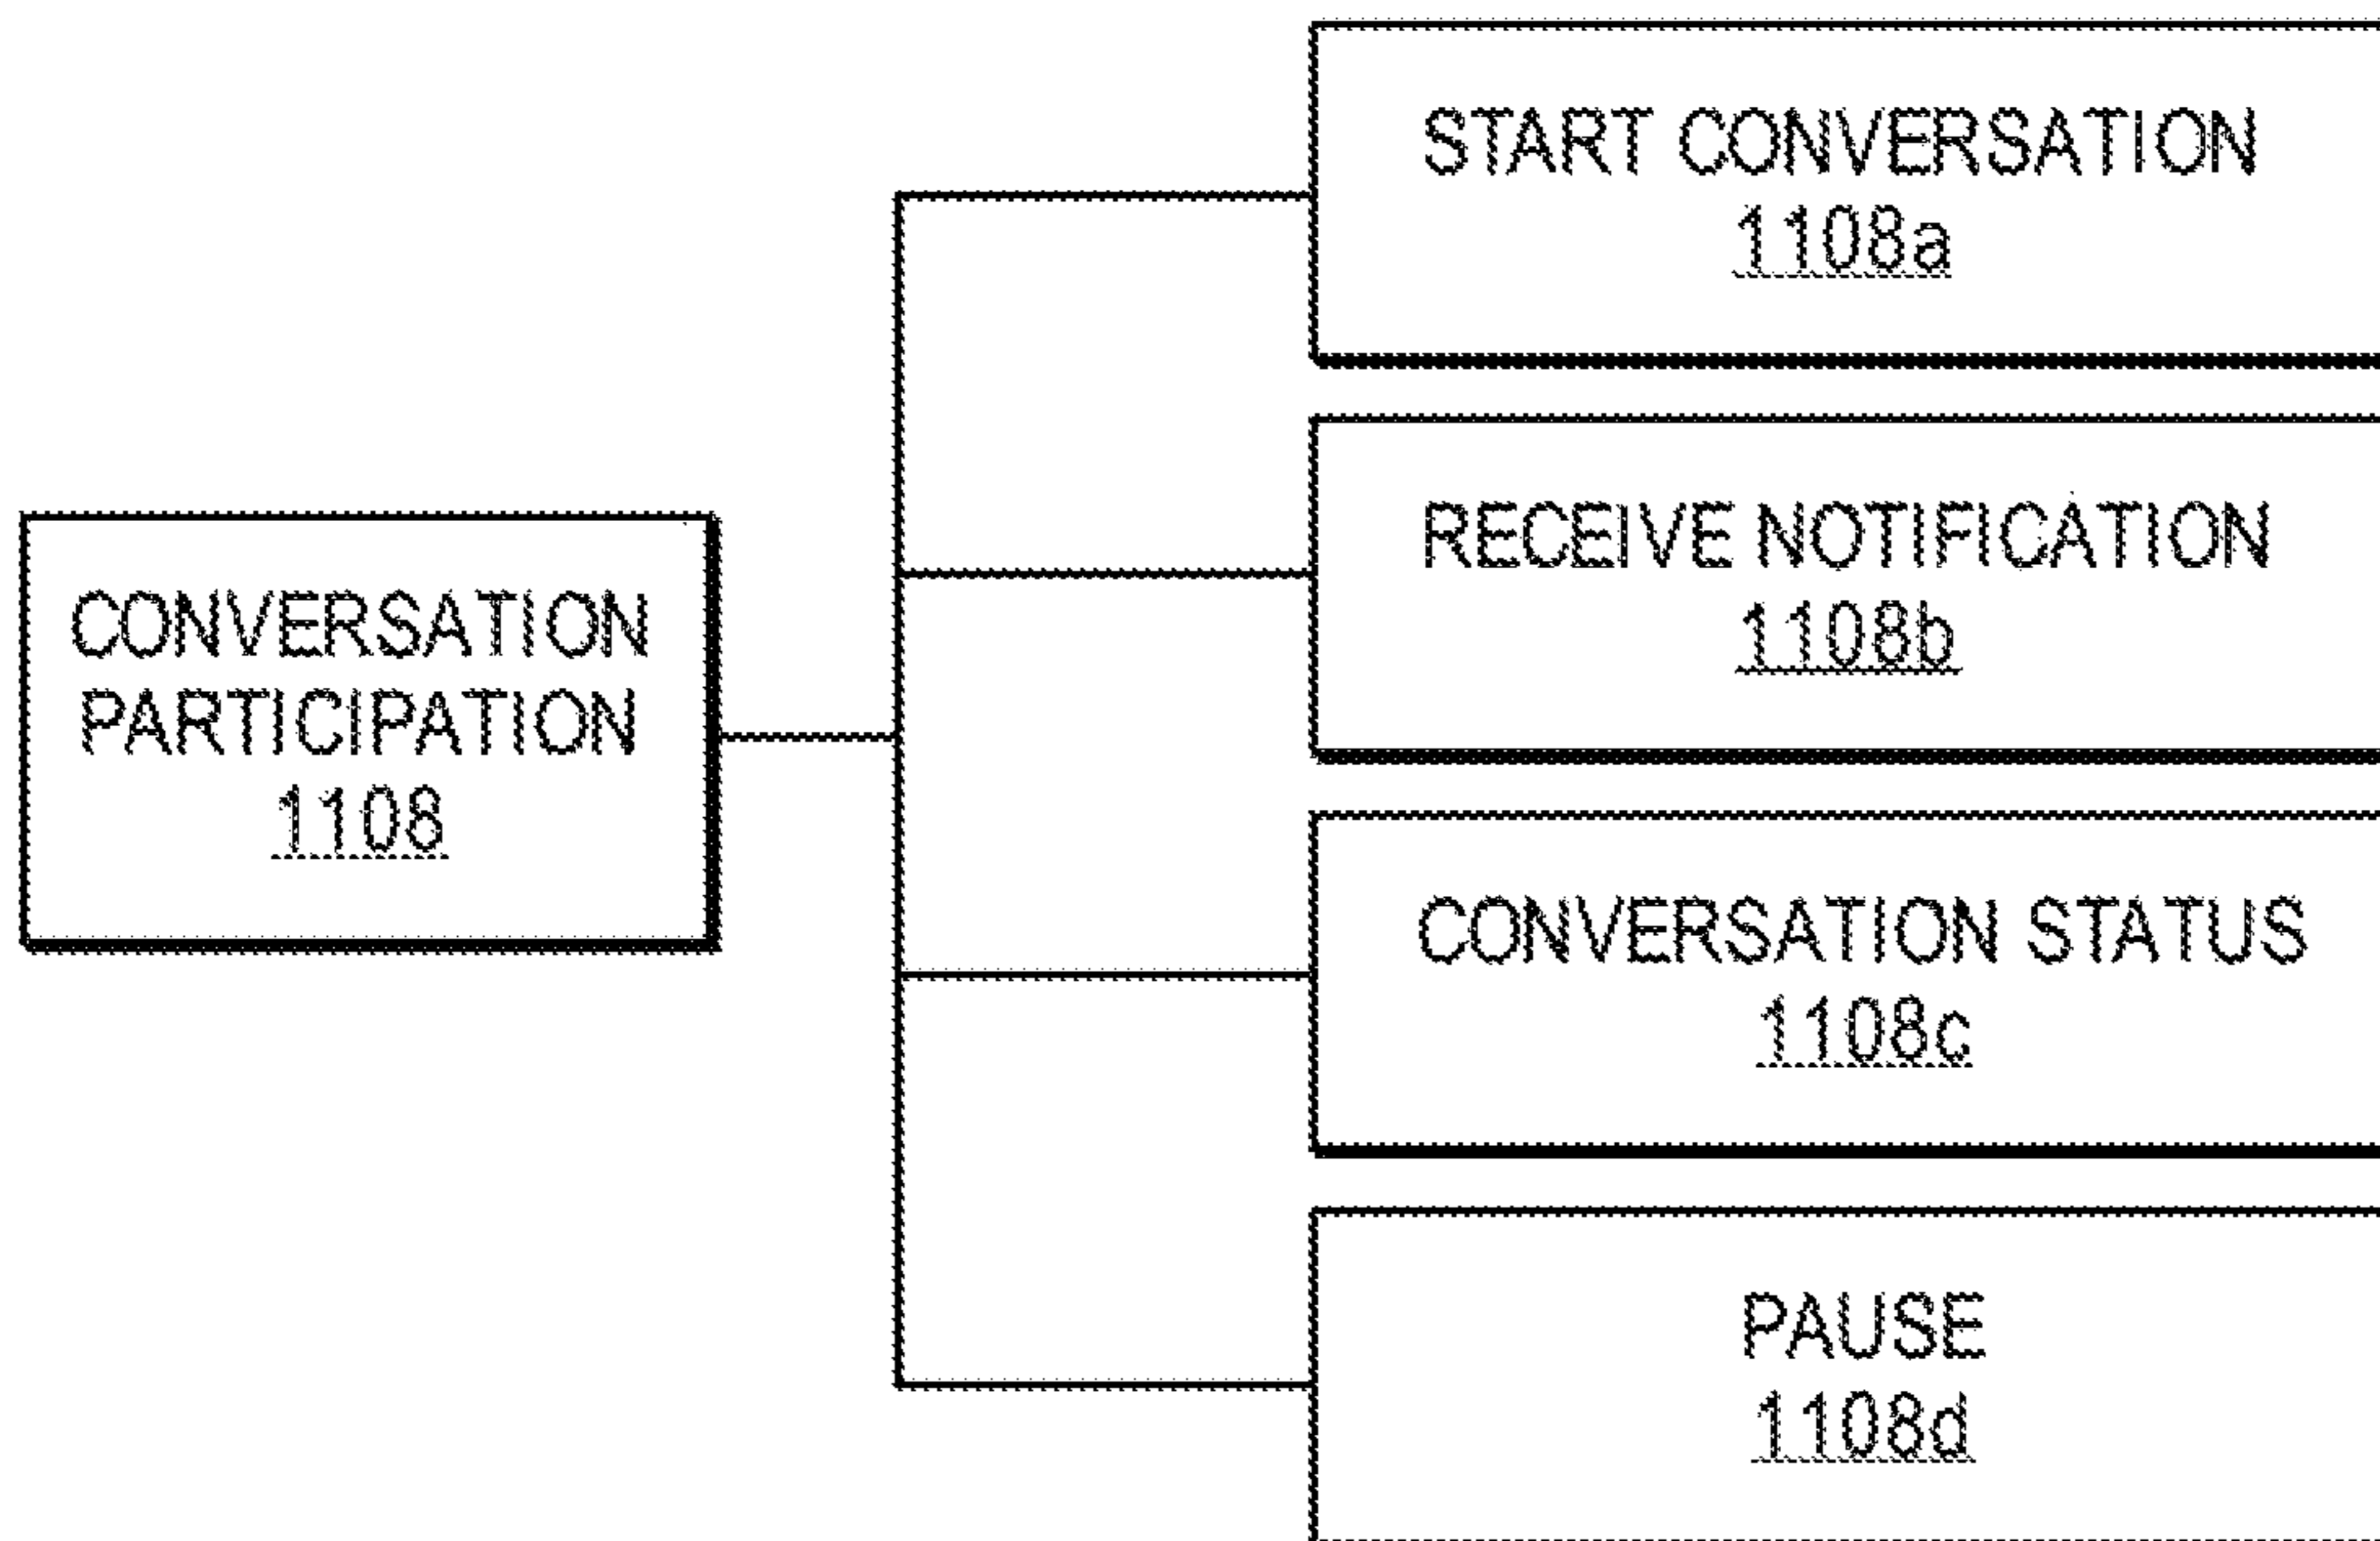 START CONVERSATION
1108a
RECEIVE NOTIFICATION
1108b
CONVERSATION
PARTICIPATION
1108
CONVERSATION STATUS
1108c
PAUSE
1108d